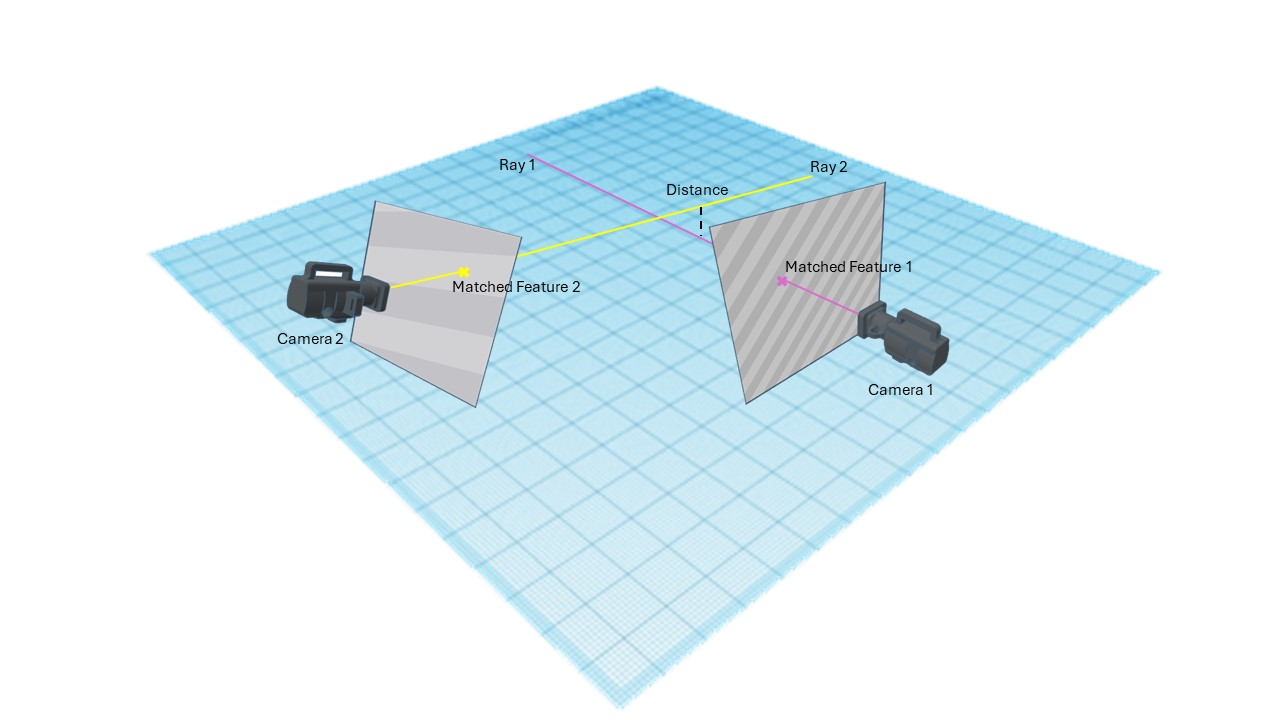 Ray 1
Ray 2
Distance
Matched Feature 1
Matched Feature 2
Camera 2
Camera 1